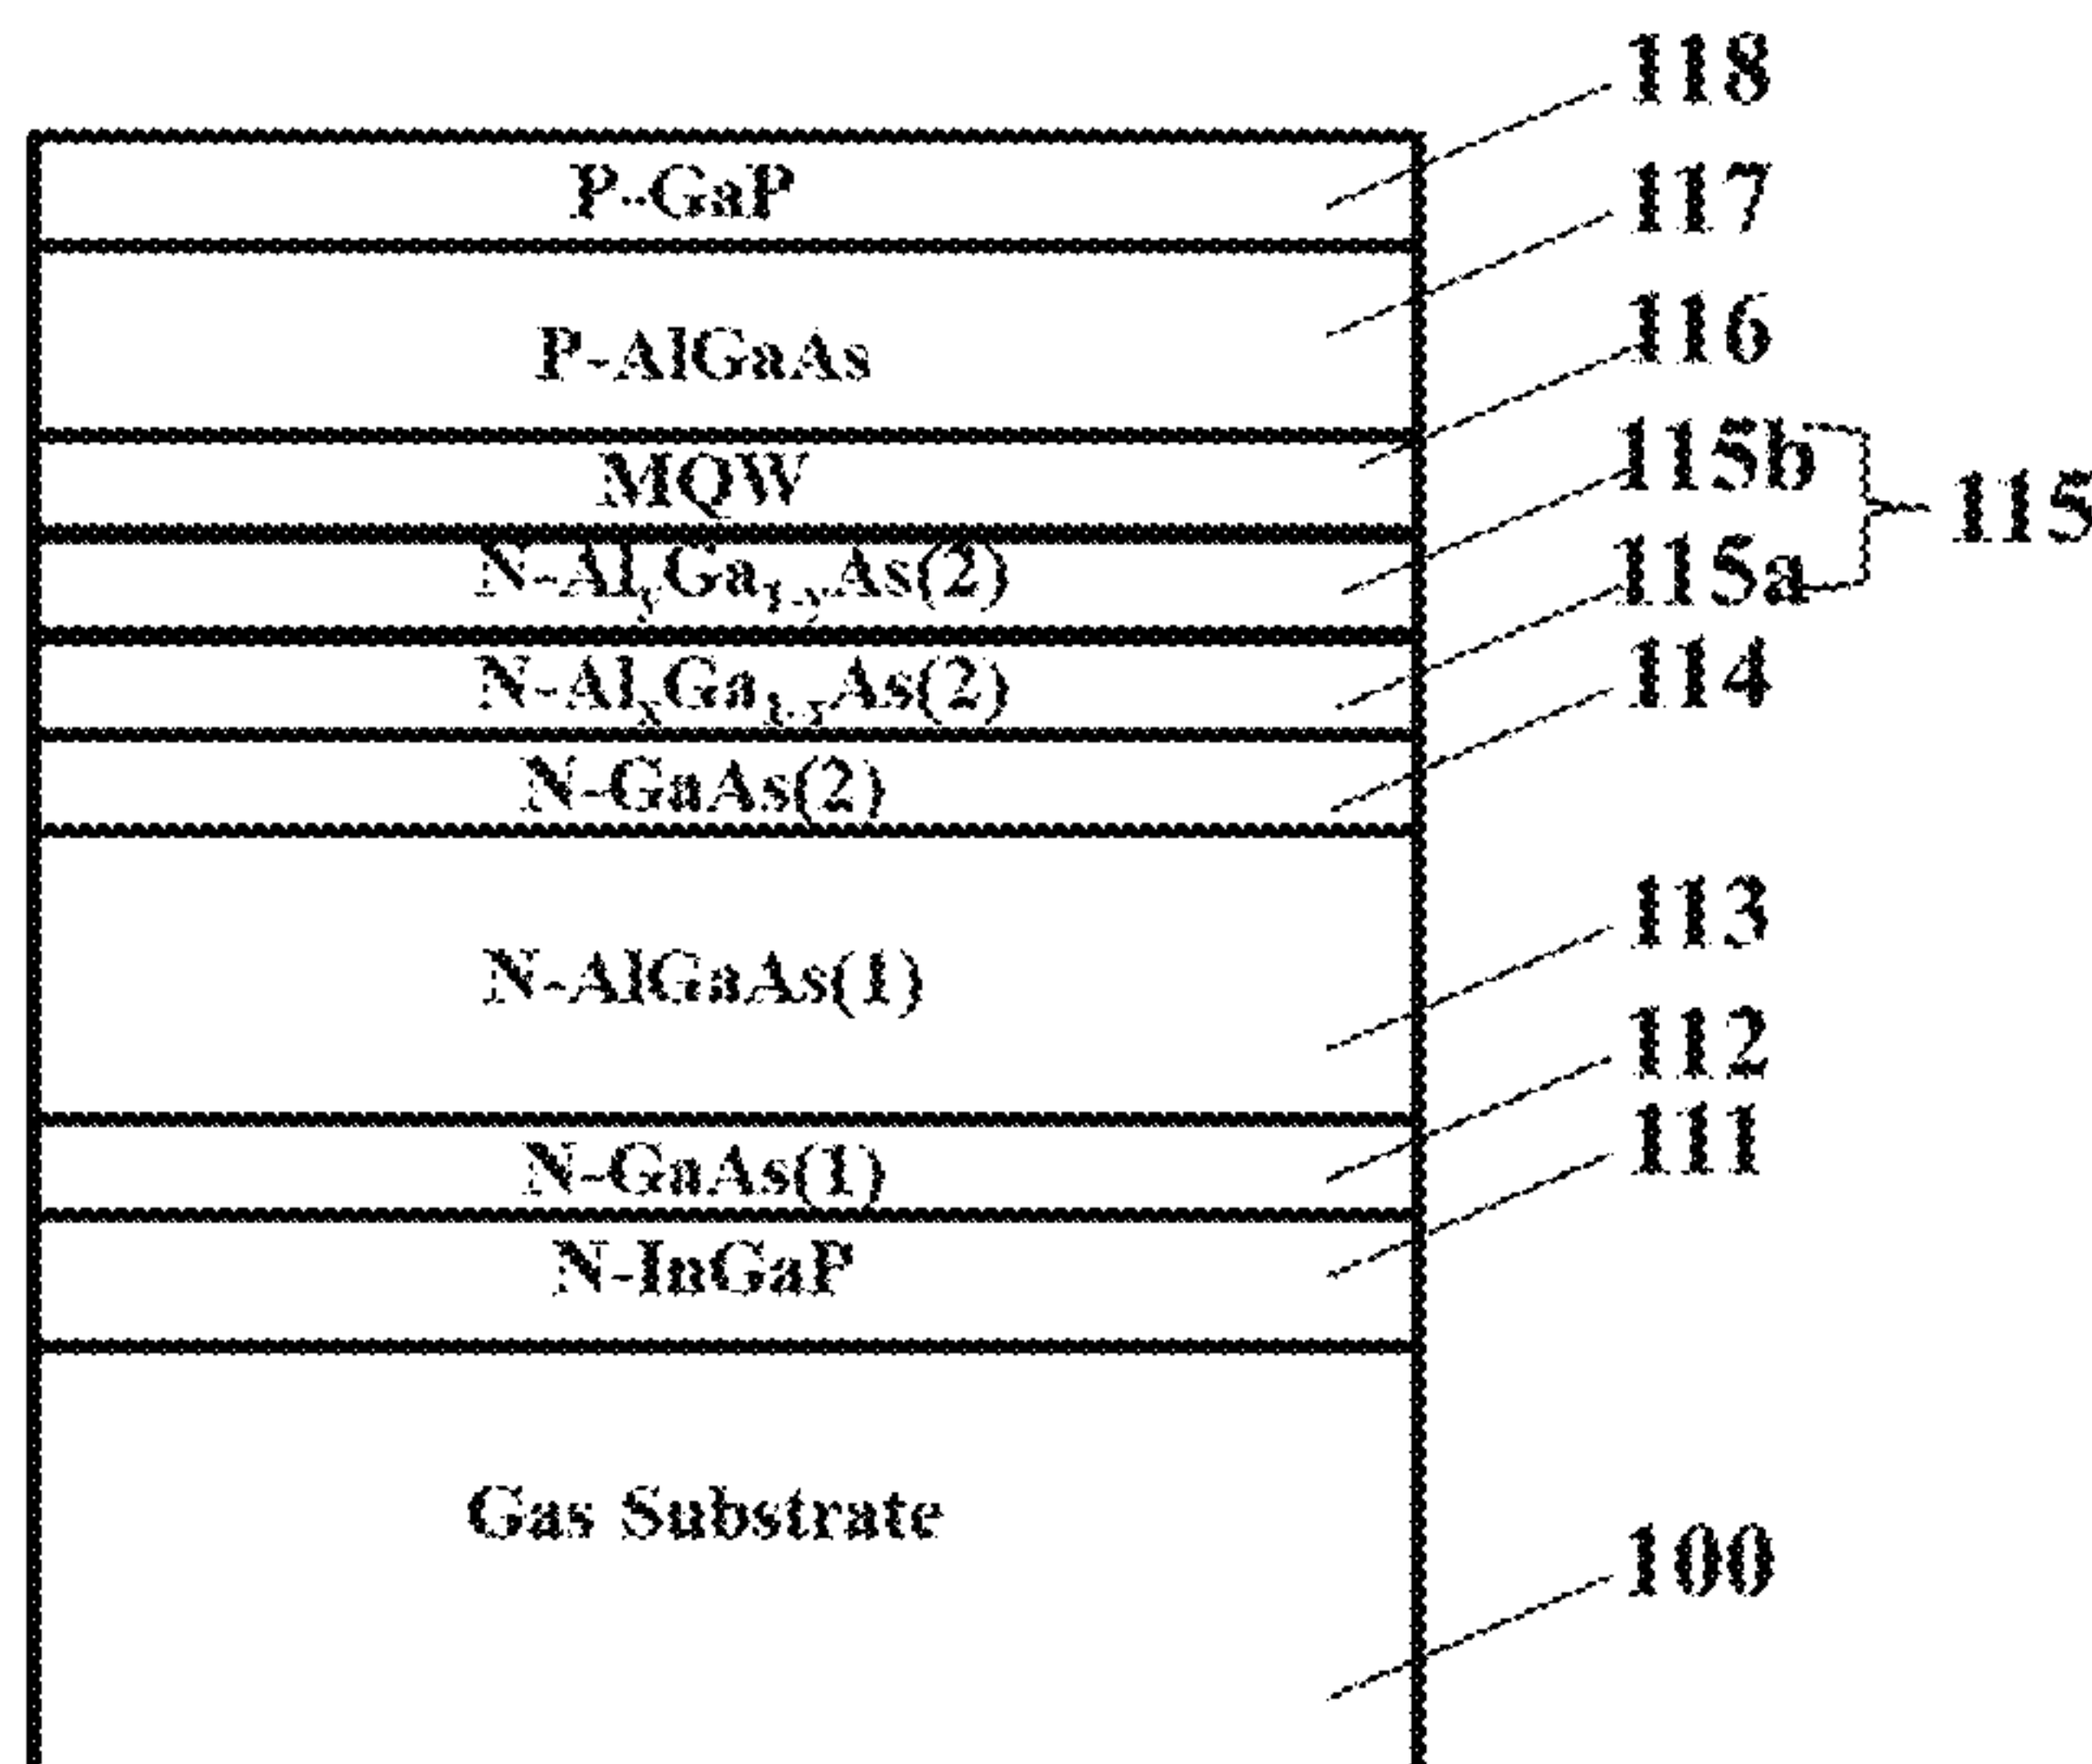 118
P-GaP
117
P-AlGaAs
116
MQW
115b
115
N-AlyGa1-yAs(2)
115a
N-AlxGa1-xAs(2)
114
N-GaAs(2)
113
N-AlGaAs(1)
112
N-GaAs(1)
111
N-InGaP
Gas Substrate
100